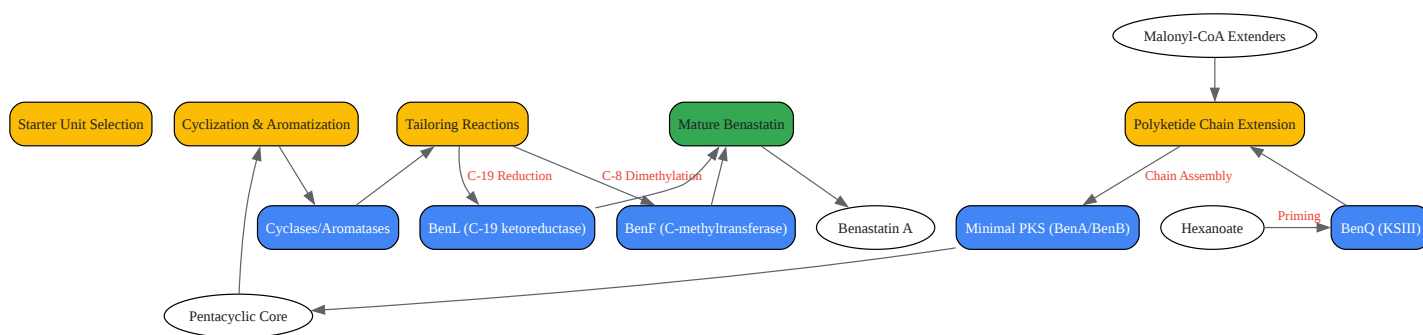 Malonyl-CoA Extenders
Starter Unit Selection
Cyclization & Aromatization
Tailoring Reactions
Mature Benastatin
Polyketide Chain Extension
C-19 Reduction
C-8 Dimethylation
Chain Assembly
Cyclases/Aromatases
BenL (C-19 ketoreductase)
BenF (C-methyltransferase)
Benastatin A
Minimal PKS (BenA/BenB)
Hexanoate
Priming
BenQ (KSIII)
Pentacyclic Core